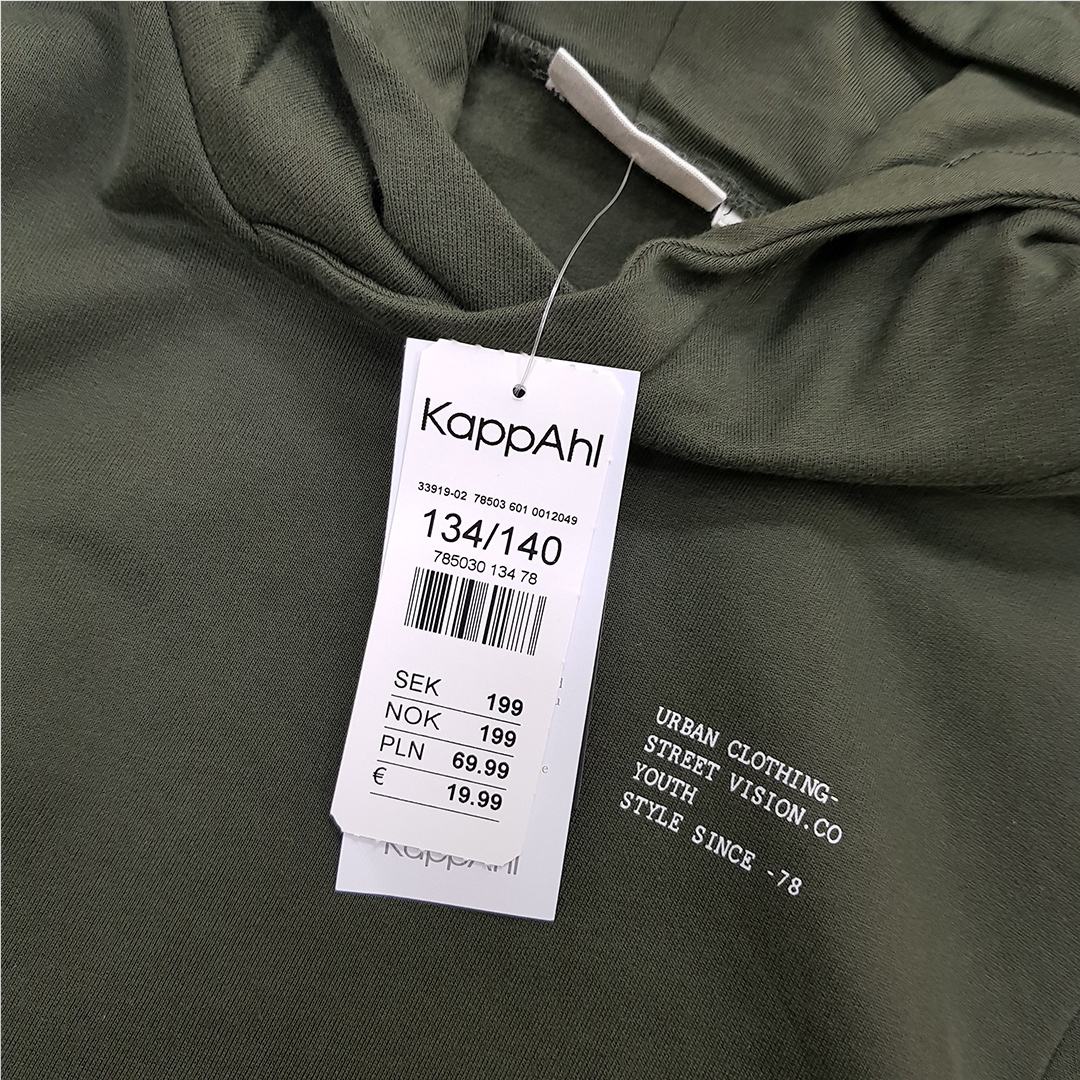 KappAhl
33919-02 78503 601 0012049
134/140
785030 134 78
SEK 199
NOK 199
PLN 69.99
€ 19.99
KappAhl
URBAN CLOTHING-
STREET VISION.CO
YOUTH
STYLE SINCE -78